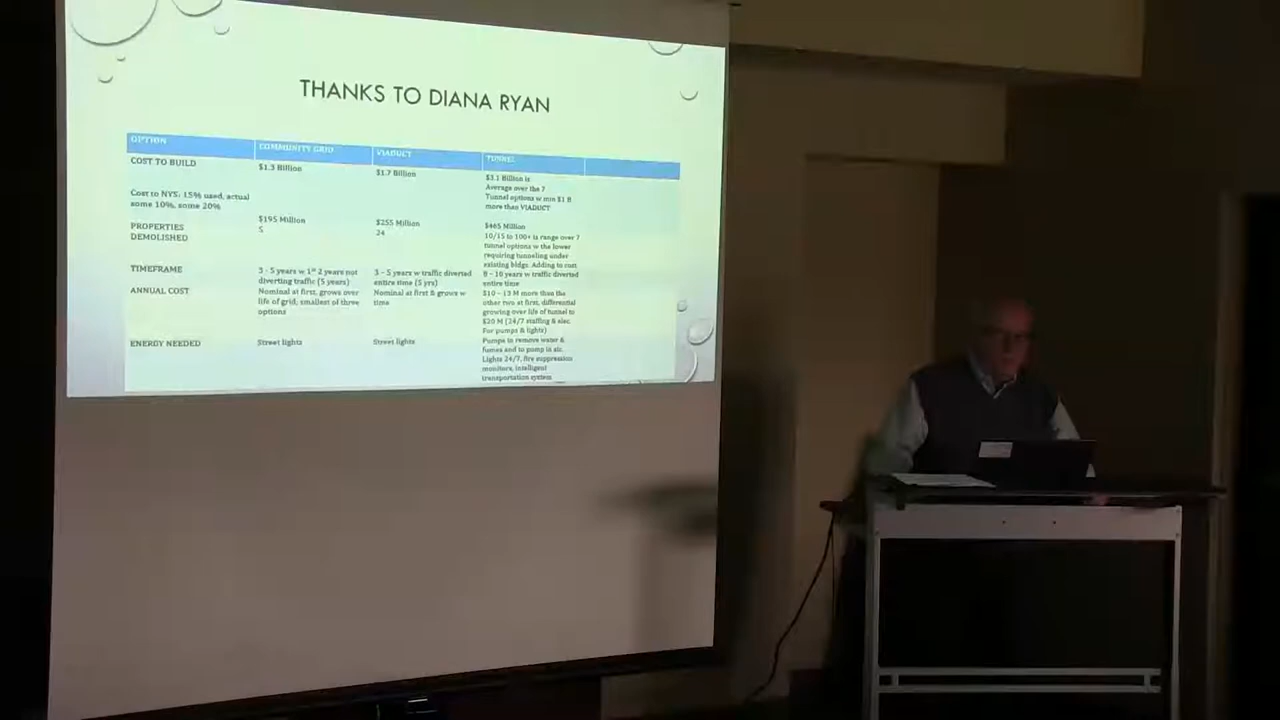 THANKS TO DIANA RYAN
OPTION
COMMUNITY GRID
VIADUCT
TUNNEL
COST TO BUILD
$1.3 Billion
$1.7 Billion
$3.1 Billion is
Average over the 7
Tunnel options w min $1 B
more than VIADUCT
Cost to NYS: 15% used, actual
some 10%, some 20%
$195 Million
$255 Million
$465 Million
PROPERTIES
DEMOLISHED
5
24
10/15 to 100+ is range over 7
tunnel options w the lower
requiring tunneling under
existing bldgs. Adding to cost
TIMEFRAME
3 - 5 years w 1st 2 years not
diverting traffic (5 years)
3 – 5 years w traffic diverted
entire time (5 yrs)
8 – 10 years w traffic diverted
entire time
ANNUAL COST
Nominal at first, grows over
life of grid, smallest of three
options
Nominal at first & grows w
time
$10 – 13 M more than the
other two at first, differential
growing over life of tunnel to
$20 M (24/7 staffing & elec.
For pumps & lights)
ENERGY NEEDED
Street lights
Street lights
Pumps to remove water &
fumes and to pump in air.
Lights 24/7, fire suppression
monitors, intelligent
transportation system